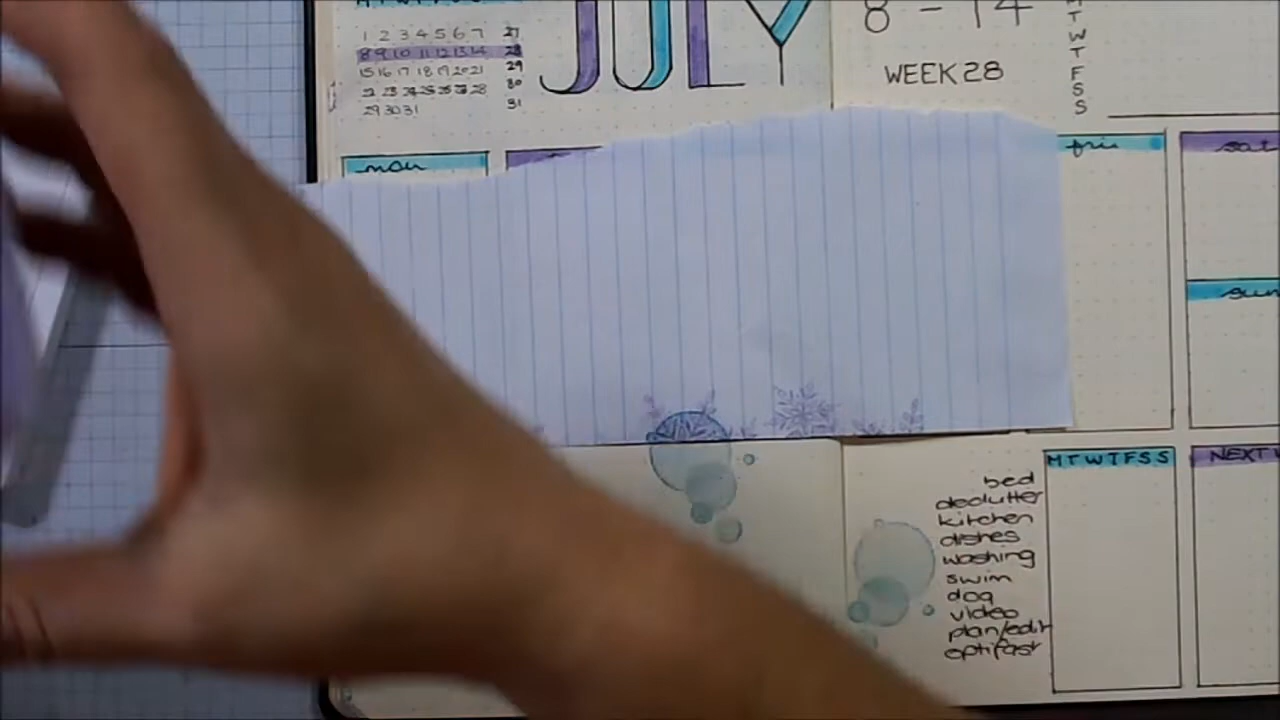 M T W T F S S
1 2 3 4 5 6 7 27
8 9 10 11 12 13 14 28
15 16 17 18 19 20 21 29
22 23 24 25 26 27 28 30
29 30 31 31
JULY
8 - 14
WEEK 28
T
W
T
F
S
S
mon
fri
sat
sun
bed
declutter
kitchen
dishes
washing
swim
dog
video
plan/edit
optifast
M T W T F S S
NEXT